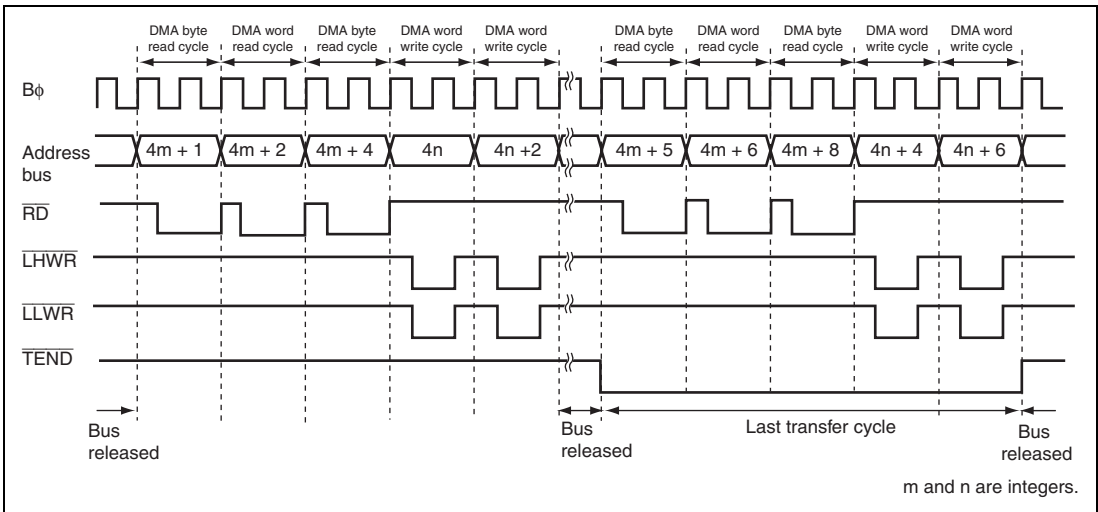 DMA byte read cycle
DMA word read cycle
DMA byte read cycle
DMA word write cycle
DMA word write cycle
DMA byte read cycle
DMA word read cycle
DMA byte read cycle
DMA word write cycle
DMA word write cycle
Bϕ
Address bus
4m + 1
4m + 2
4m + 4
4n
4n +2
4m + 5
4m + 6
4m + 8
4n + 4
4n + 6
RD
LHWR
LLWR
TEND
Bus released
Bus released
Last transfer cycle
Bus released
m and n are integers.